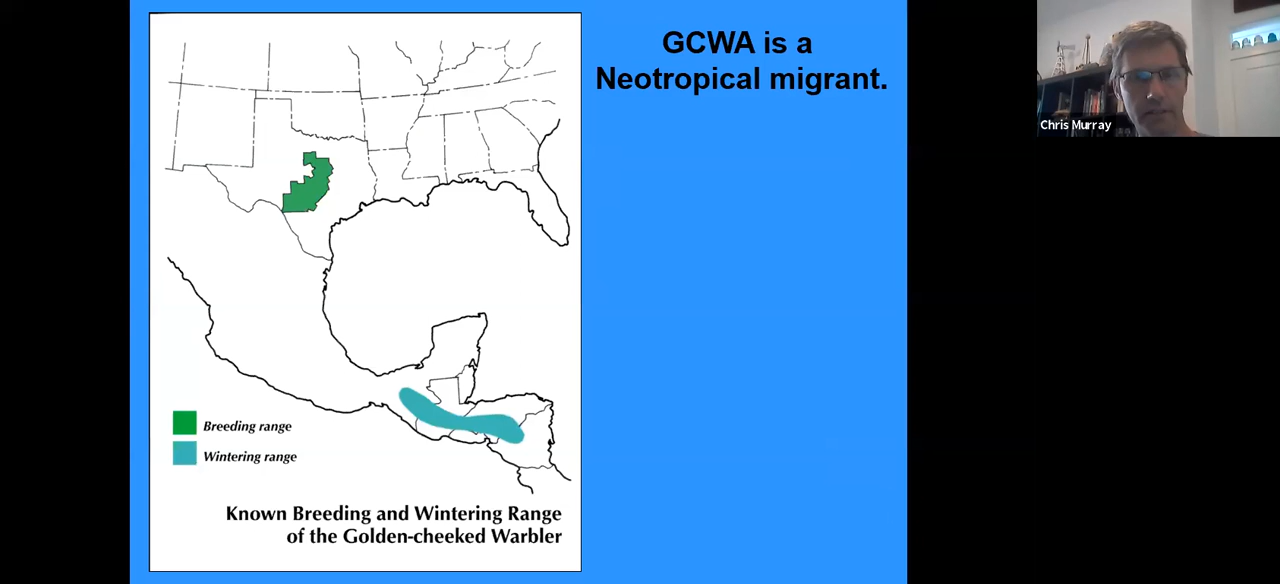 GCWA is a
Neotropical migrant.
Chris Murray
Breeding range
Wintering range
Known Breeding and Wintering Range
of the Golden-cheeked Warbler